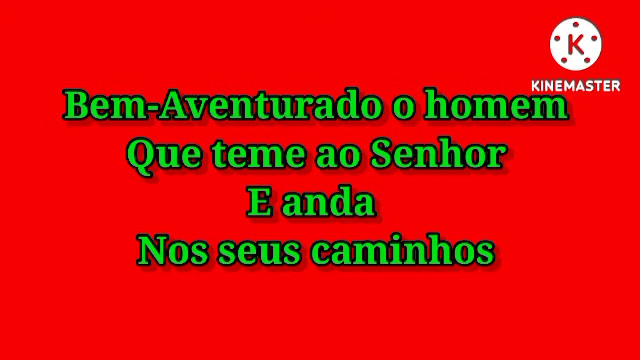 K
KINEMASTER
Bem-Aventurado o homem
Que teme ao Senhor
E anda
Nos seus caminhos